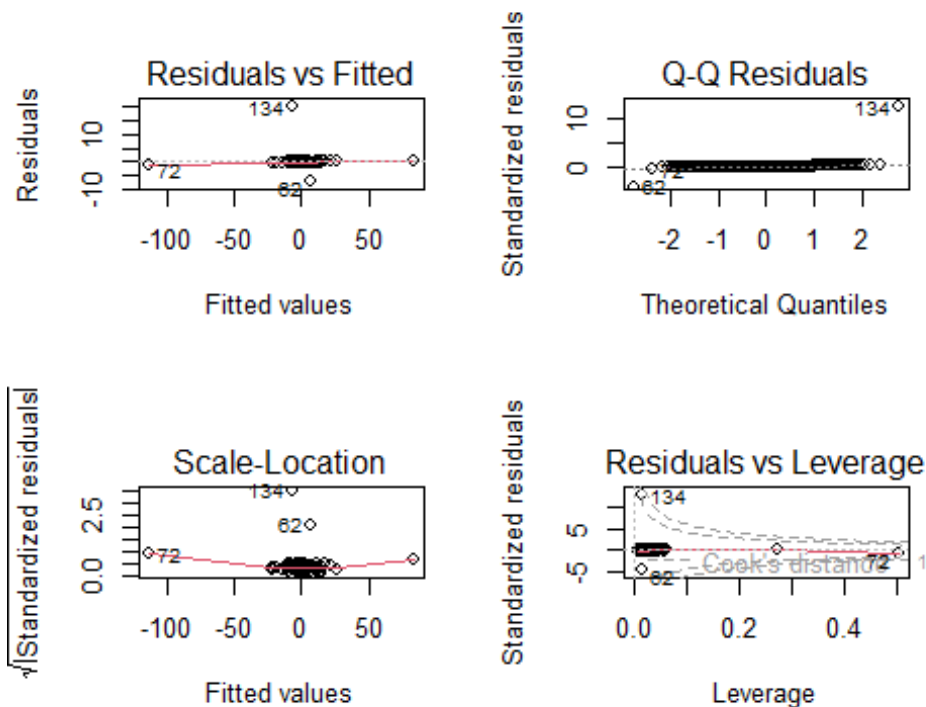 Residuals vs Fitted
Residuals
10
-10
134
72
62
-100 -50 0 50
Fitted values
Q-Q Residuals
Standardized residuals
10
0
134
72
62
-2 -1 0 1 2
Theoretical Quantiles
Scale-Location
√|Standardized residuals|
2.5
0.0
134
62
72
-100 -50 0 50
Fitted values
Residuals vs Leverage
Standardized residuals
5
-5
134
62
72
Cook's distance
1
0.0 0.2 0.4
Leverage